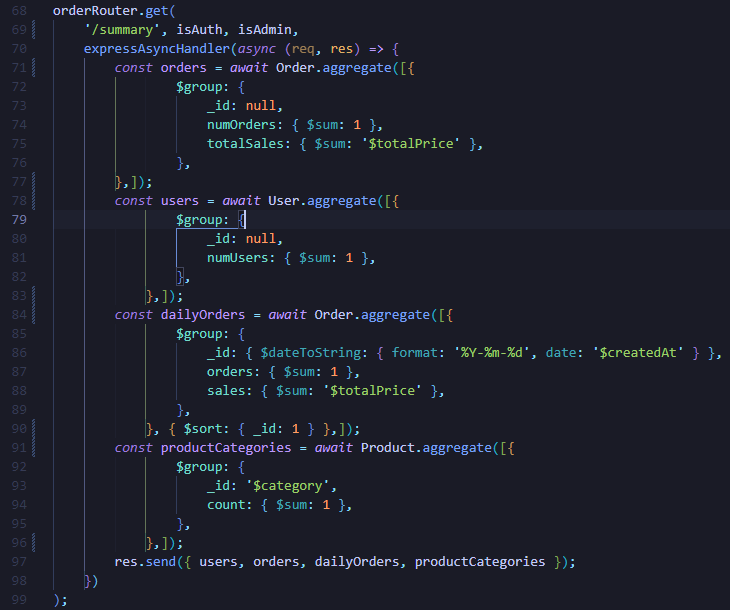 68 orderRouter.get(
69     '/summary', isAuth, isAdmin,
70     expressAsyncHandler(async (req, res) => {
71         const orders = await Order.aggregate([{
72                 $group: {
73                     _id: null,
74                     numOrders: { $sum: 1 },
75                     totalSales: { $sum: '$totalPrice' },
76                 },
77         },]);
78         const users = await User.aggregate([{
79                 $group: {
80                     _id: null,
81                     numUsers: { $sum: 1 },
82                 },
83             },]);
84         const dailyOrders = await Order.aggregate([{
85                 $group: {
86                     _id: { $dateToString: { format: '%Y-%m-%d', date: '$createdAt' } },
87                     orders: { $sum: 1 },
88                     sales: { $sum: '$totalPrice' },
89                 },
90             }, { $sort: { _id: 1 } },]);
91         const productCategories = await Product.aggregate([{
92                 $group: {
93                     _id: '$category',
94                     count: { $sum: 1 },
95                 },
96             },]);
97         res.send({ users, orders, dailyOrders, productCategories });
98     })
99 );